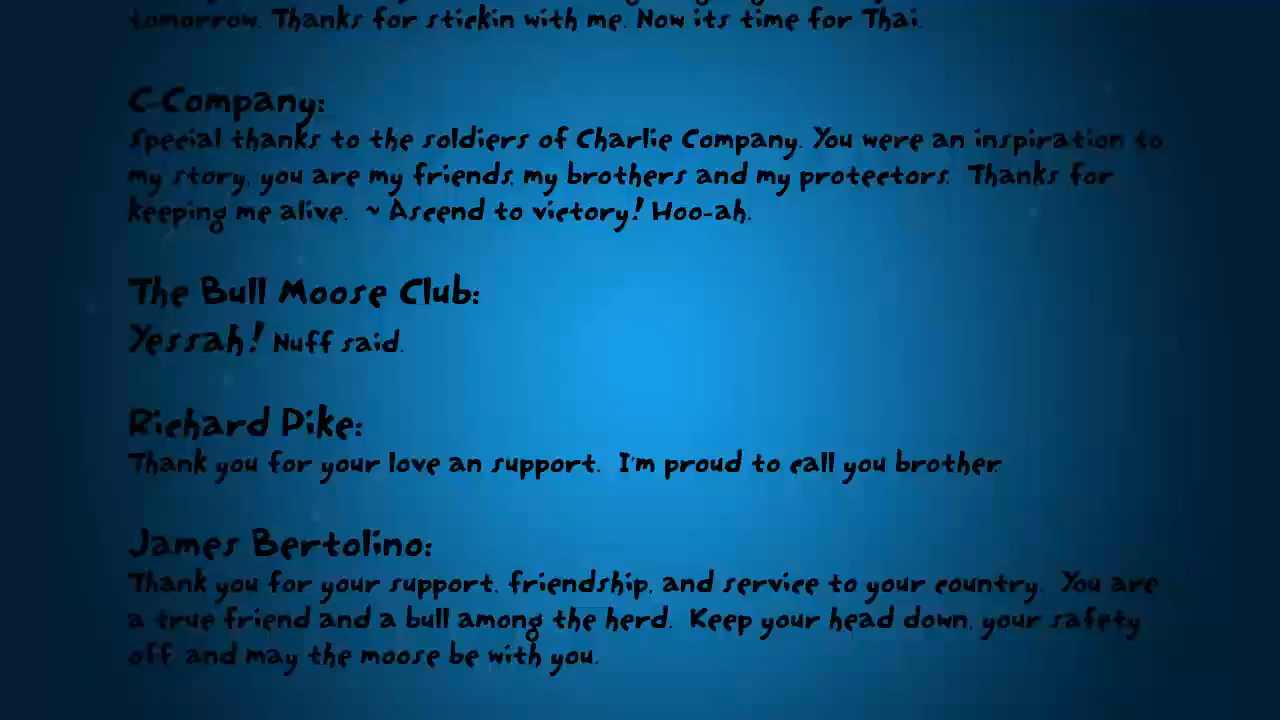 tomorrow. Thanks for stickin with me. Now its time for Thai.
C-Company:
Special thanks to the soldiers of Charlie Company. You were an inspiration to
my story, you are my friends, my brothers and my protectors. Thanks for
keeping me alive. ~ Ascend to victory! Hoo-ah.
The Bull Moose Club:
Yessah! Nuff said.
Richard Pike:
Thank you for your love an support. I'm proud to call you brother.
James Bertolino:
Thank you for your support, friendship, and service to your country. You are
a true friend and a bull among the herd. Keep your head down, your safety
off, and may the moose be with you.